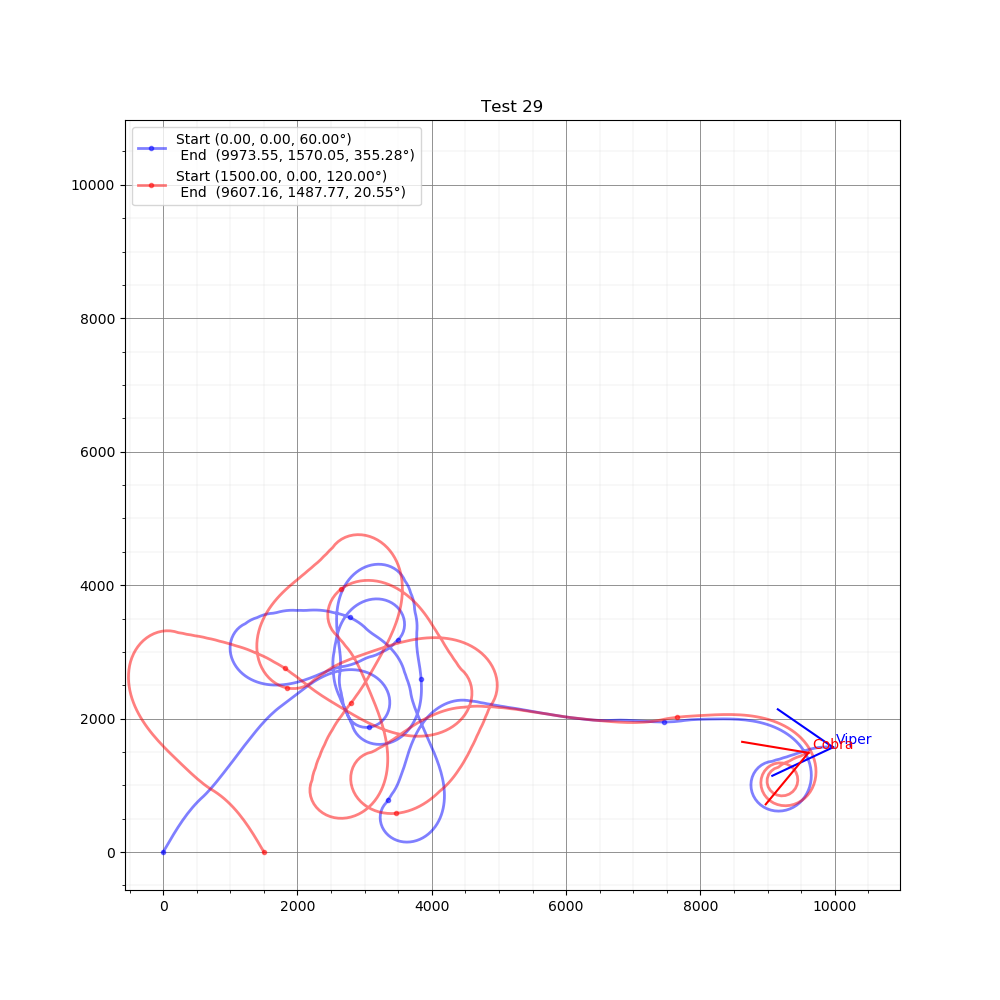 Test 29
Start (0.00, 0.00, 60.00°)
End (9973.55, 1570.05, 355.28°)
Start (1500.00, 0.00, 120.00°)
End (9607.16, 1487.77, 20.55°)
10000
8000
6000
4000
2000
0
Viper
Cobra
0 2000 4000 6000 8000 10000